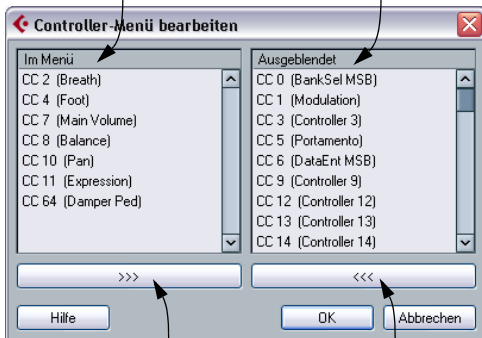 Controller-Menü bearbeiten
Im Menü
CC 2 (Breath)
CC 4 (Foot)
CC 7 (Main Volume)
CC 8 (Balance)
CC 10 (Pan)
CC 11 (Expression)
CC 64 (Damper Ped)
>>>
Ausgeblendet
CC 0 (BankSel MSB)
CC 1 (Modulation)
CC 3 (Controller 3)
CC 5 (Portamento)
CC 6 (DataEnt MSB)
CC 9 (Controller 9)
CC 12 (Controller 12)
CC 13 (Controller 13)
CC 14 (Controller 14)
<<<
Hilfe
OK
Abbrechen